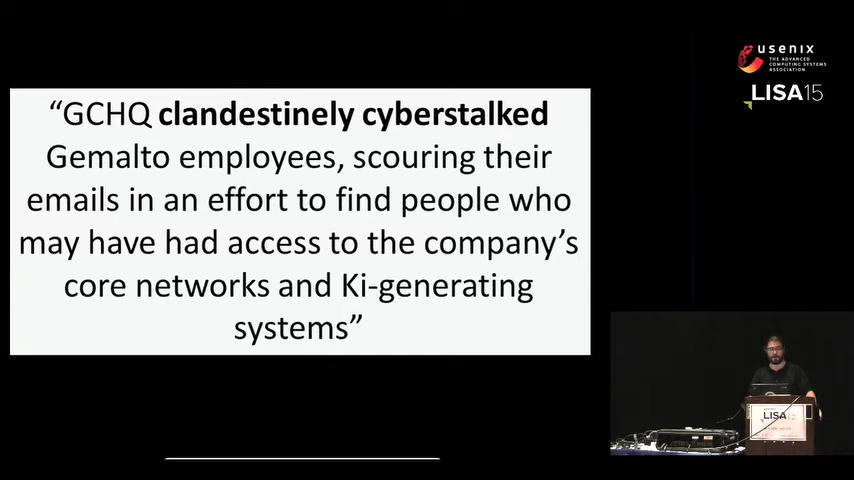 “GCHQ clandestinely cyberstalked
Gemalto employees, scouring their
emails in an effort to find people who
may have had access to the company’s
core networks and Ki-generating
systems”
usenix
THE ADVANCED
COMPUTING SYSTEMS
ASSOCIATION
LISA15
LISA15